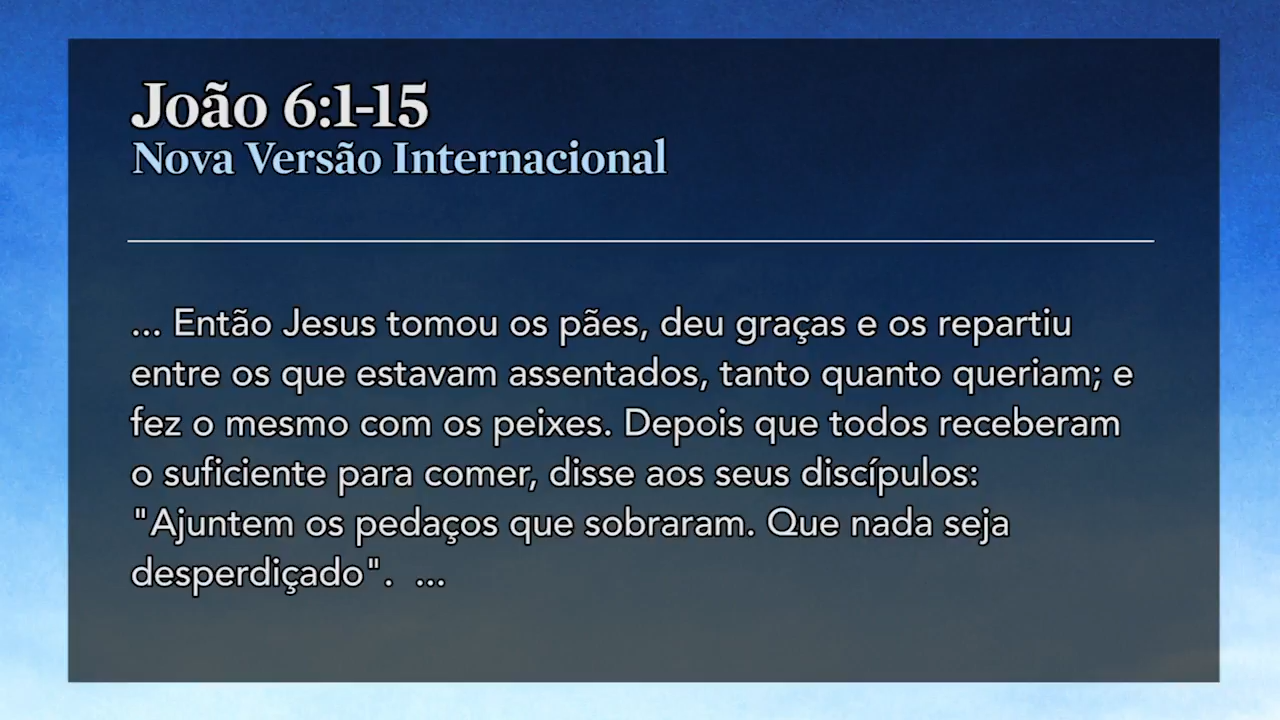 João 6:1-15
Nova Versão Internacional
... Então Jesus tomou os pães, deu graças e os repartiu
entre os que estavam assentados, tanto quanto queriam; e
fez o mesmo com os peixes. Depois que todos receberam
o suficiente para comer, disse aos seus discípulos:
"Ajuntem os pedaços que sobraram. Que nada seja
desperdiçado".  ...